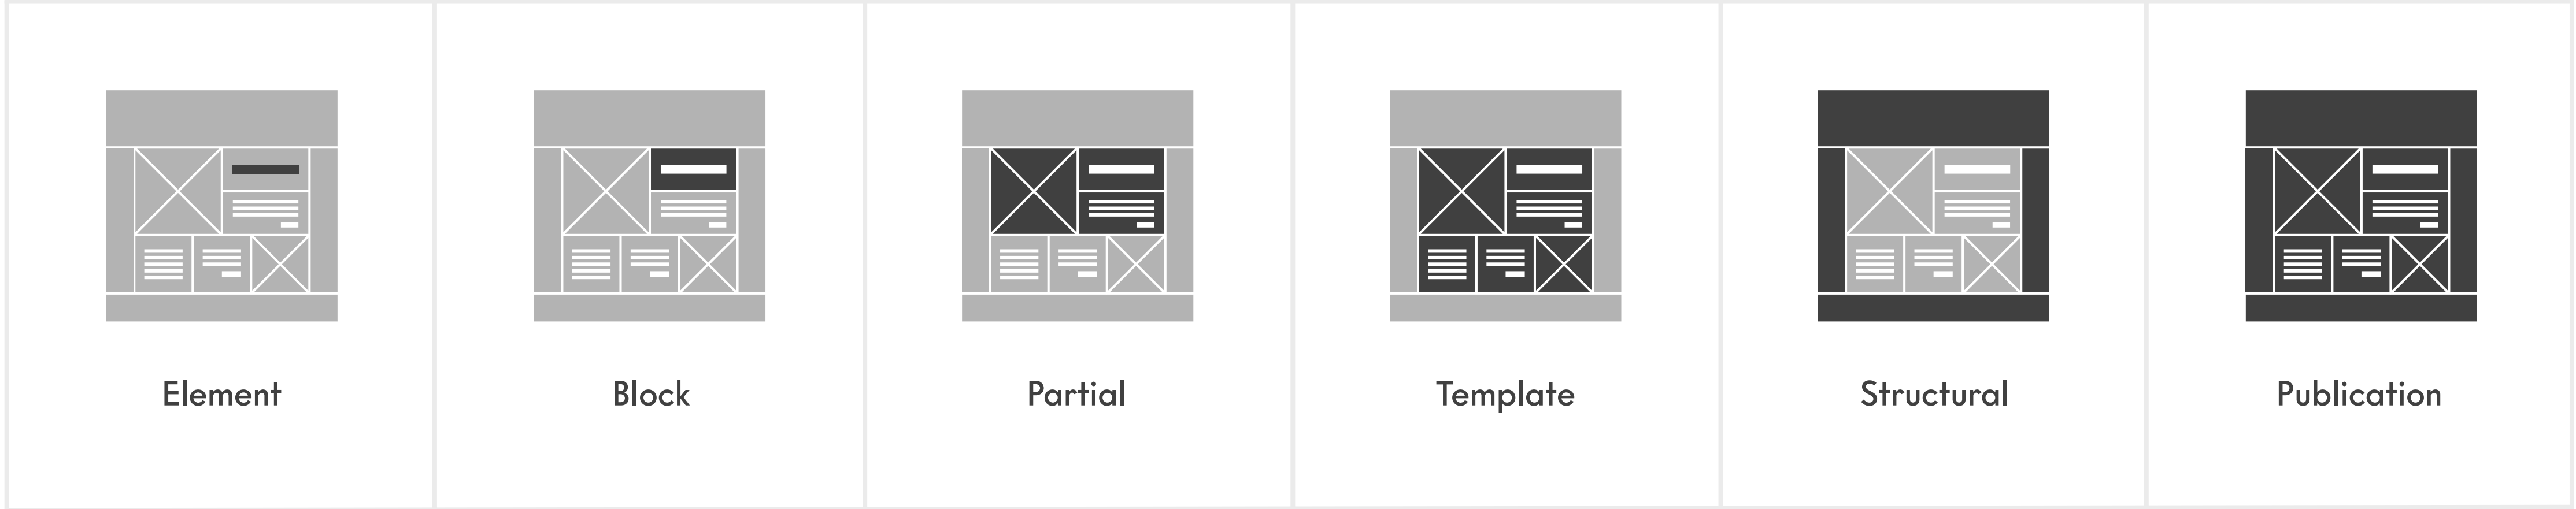 Element
Block
Partial
Template
Structural
Publication